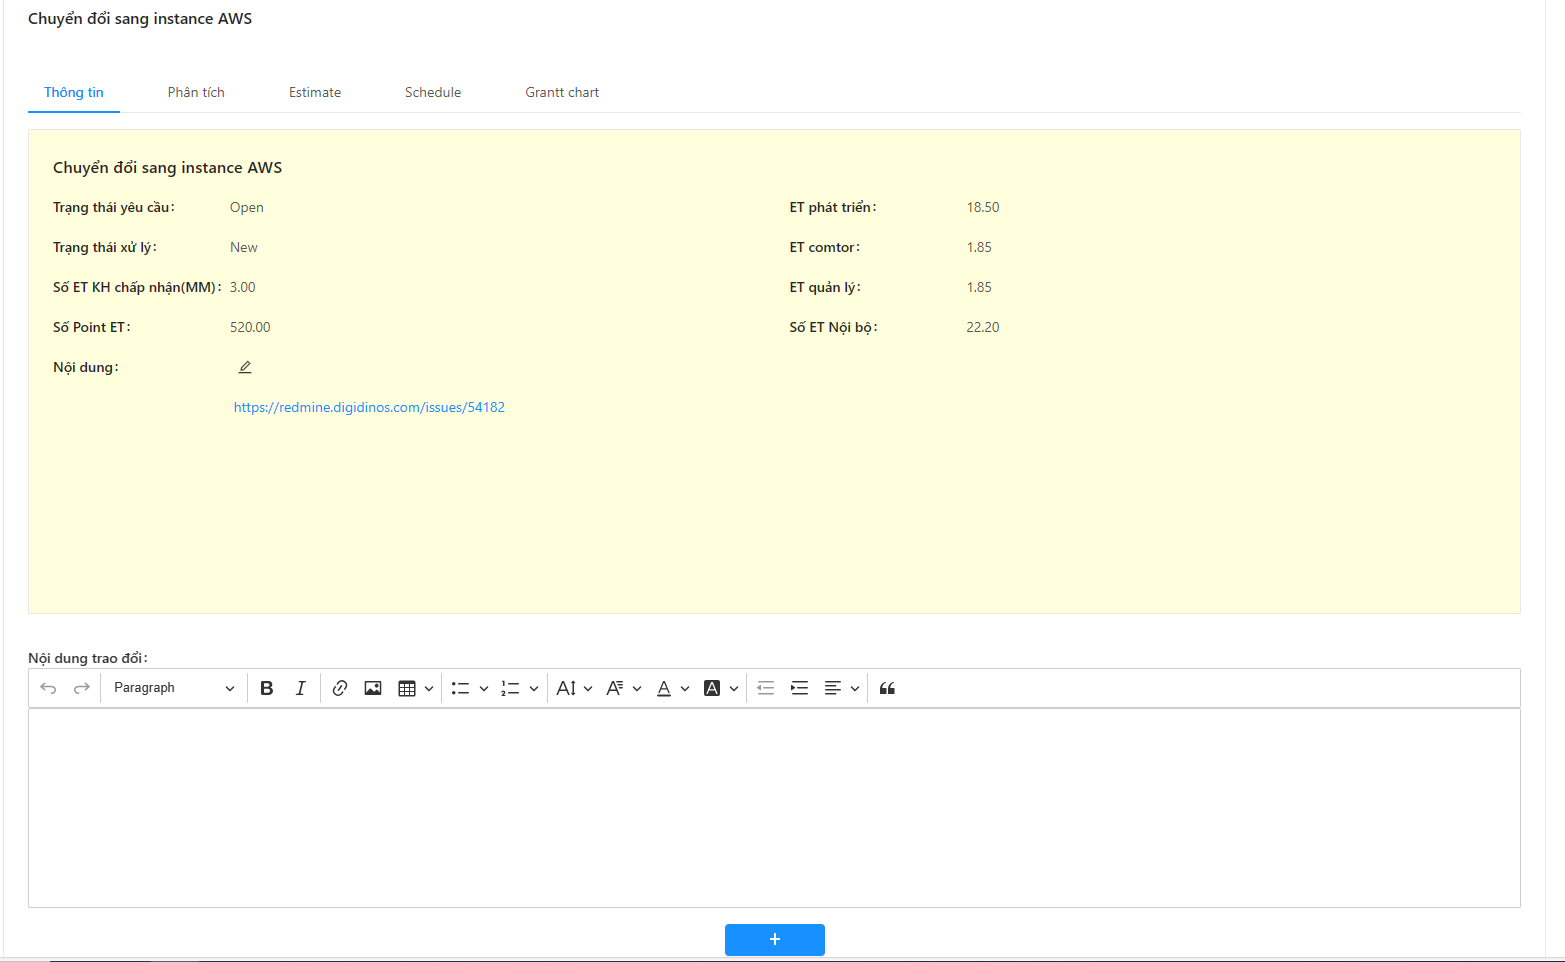 Chuyển đổi sang instance AWS
Thông tin
Phân tích
Estimate
Schedule
Grantt chart
Chuyển đổi sang instance AWS
Trạng thái yêu cầu: Open
ET phát triển: 18.50
Trạng thái xử lý: New
ET comtor: 1.85
Số ET KH chấp nhận(MM): 3.00
ET quản lý: 1.85
Số Point ET: 520.00
Số ET Nội bộ: 22.20
Nội dung:
https://redmine.digidinos.com/issues/54182
Nội dung trao đổi:
Paragraph